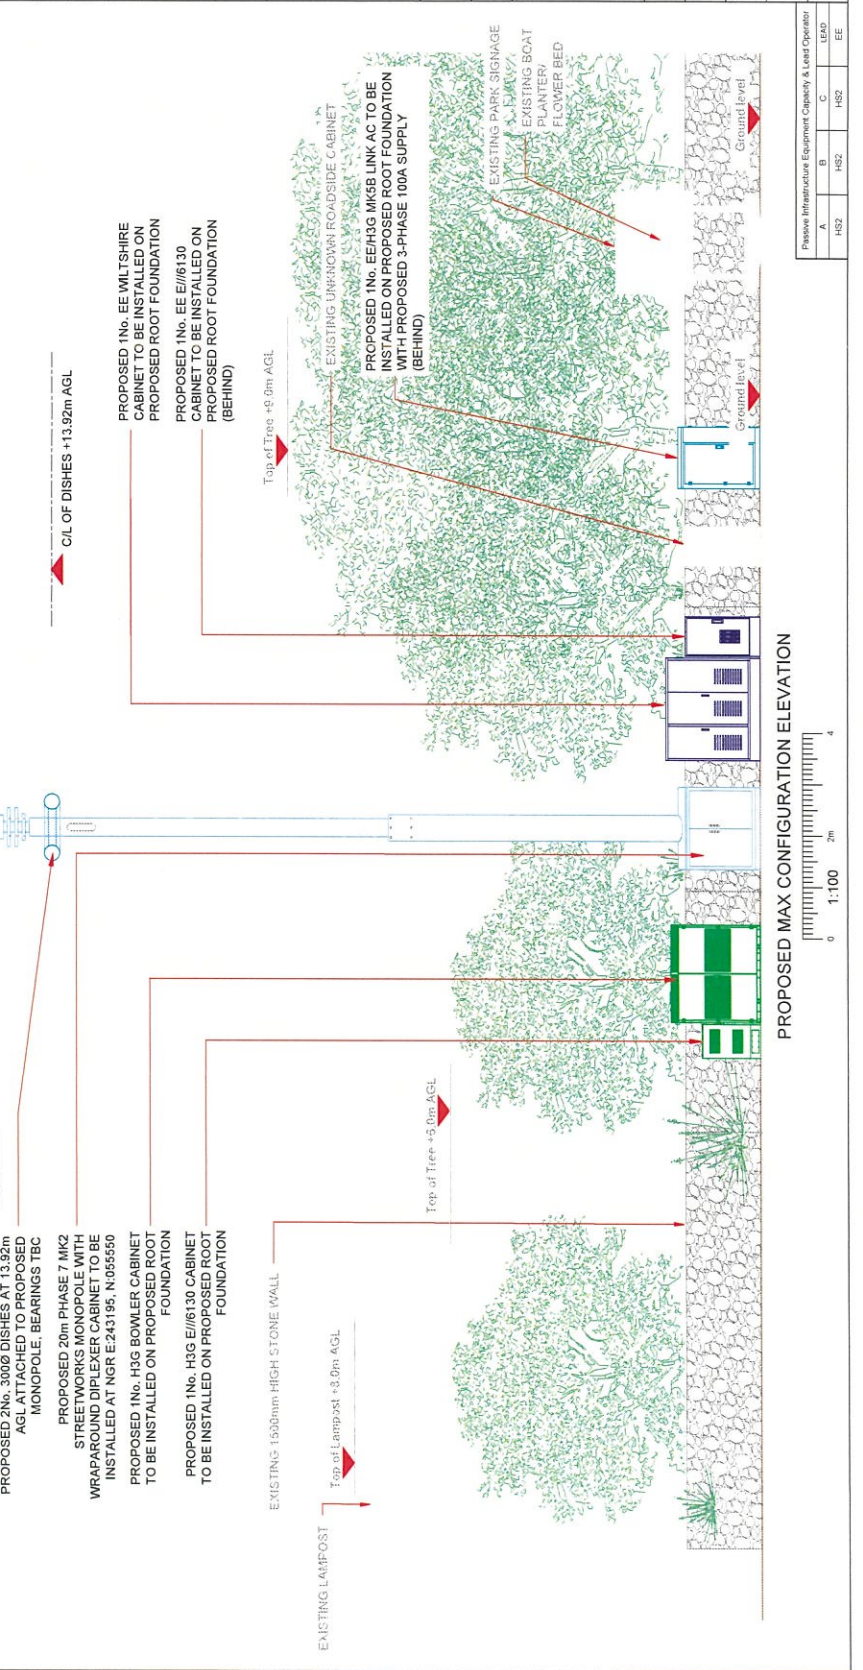 PROPOSED 2No. 300Ø DISHES AT 13.92m
AGL ATTACHED TO PROPOSED
MONOPOLE, BEARINGS TBC
PROPOSED 20m PHASE 7 MK2
STREETWORKS MONOPOLE WITH
WRAPAROUND DIPLEXER CABINET TO BE
INSTALLED AT NGR E:243195, N:055550
PROPOSED 1No. H3G BOWLER CABINET
TO BE INSTALLED ON PROPOSED ROOT
FOUNDATION
PROPOSED 1No. H3G E///6130 CABINET
TO BE INSTALLED ON PROPOSED ROOT
FOUNDATION
EXISTING 1500mm HIGH STONE WALL
Top of Lampost +8.0m AGL
EXISTING LAMPOST
Top of Tree +6.0m AGL
C/L OF DISHES +13.92m AGL
PROPOSED 1No. EE WILTSHIRE
CABINET TO BE INSTALLED ON
PROPOSED ROOT FOUNDATION
PROPOSED 1No. EE E///6130
CABINET TO BE INSTALLED ON
PROPOSED ROOT FOUNDATION
(BEHIND)
Top of Tree +9.0m AGL
EXISTING UNKNOWN ROADSIDE CABINET
PROPOSED 1No. EE/H3G MK5B LINK AC TO BE
INSTALLED ON PROPOSED ROOT FOUNDATION
WITH PROPOSED 3-PHASE 100A SUPPLY
(BEHIND)
EXISTING PARK SIGNAGE
EXISTING BOAT
PLANTER/
FLOWER BED
Ground level
Ground level
PROPOSED MAX CONFIGURATION ELEVATION
0 1:100 2m 4
Passive Infrastructure Equipment Capacity & Lead Operator
A B C LEAD
HS2 HS2 HS2 EE